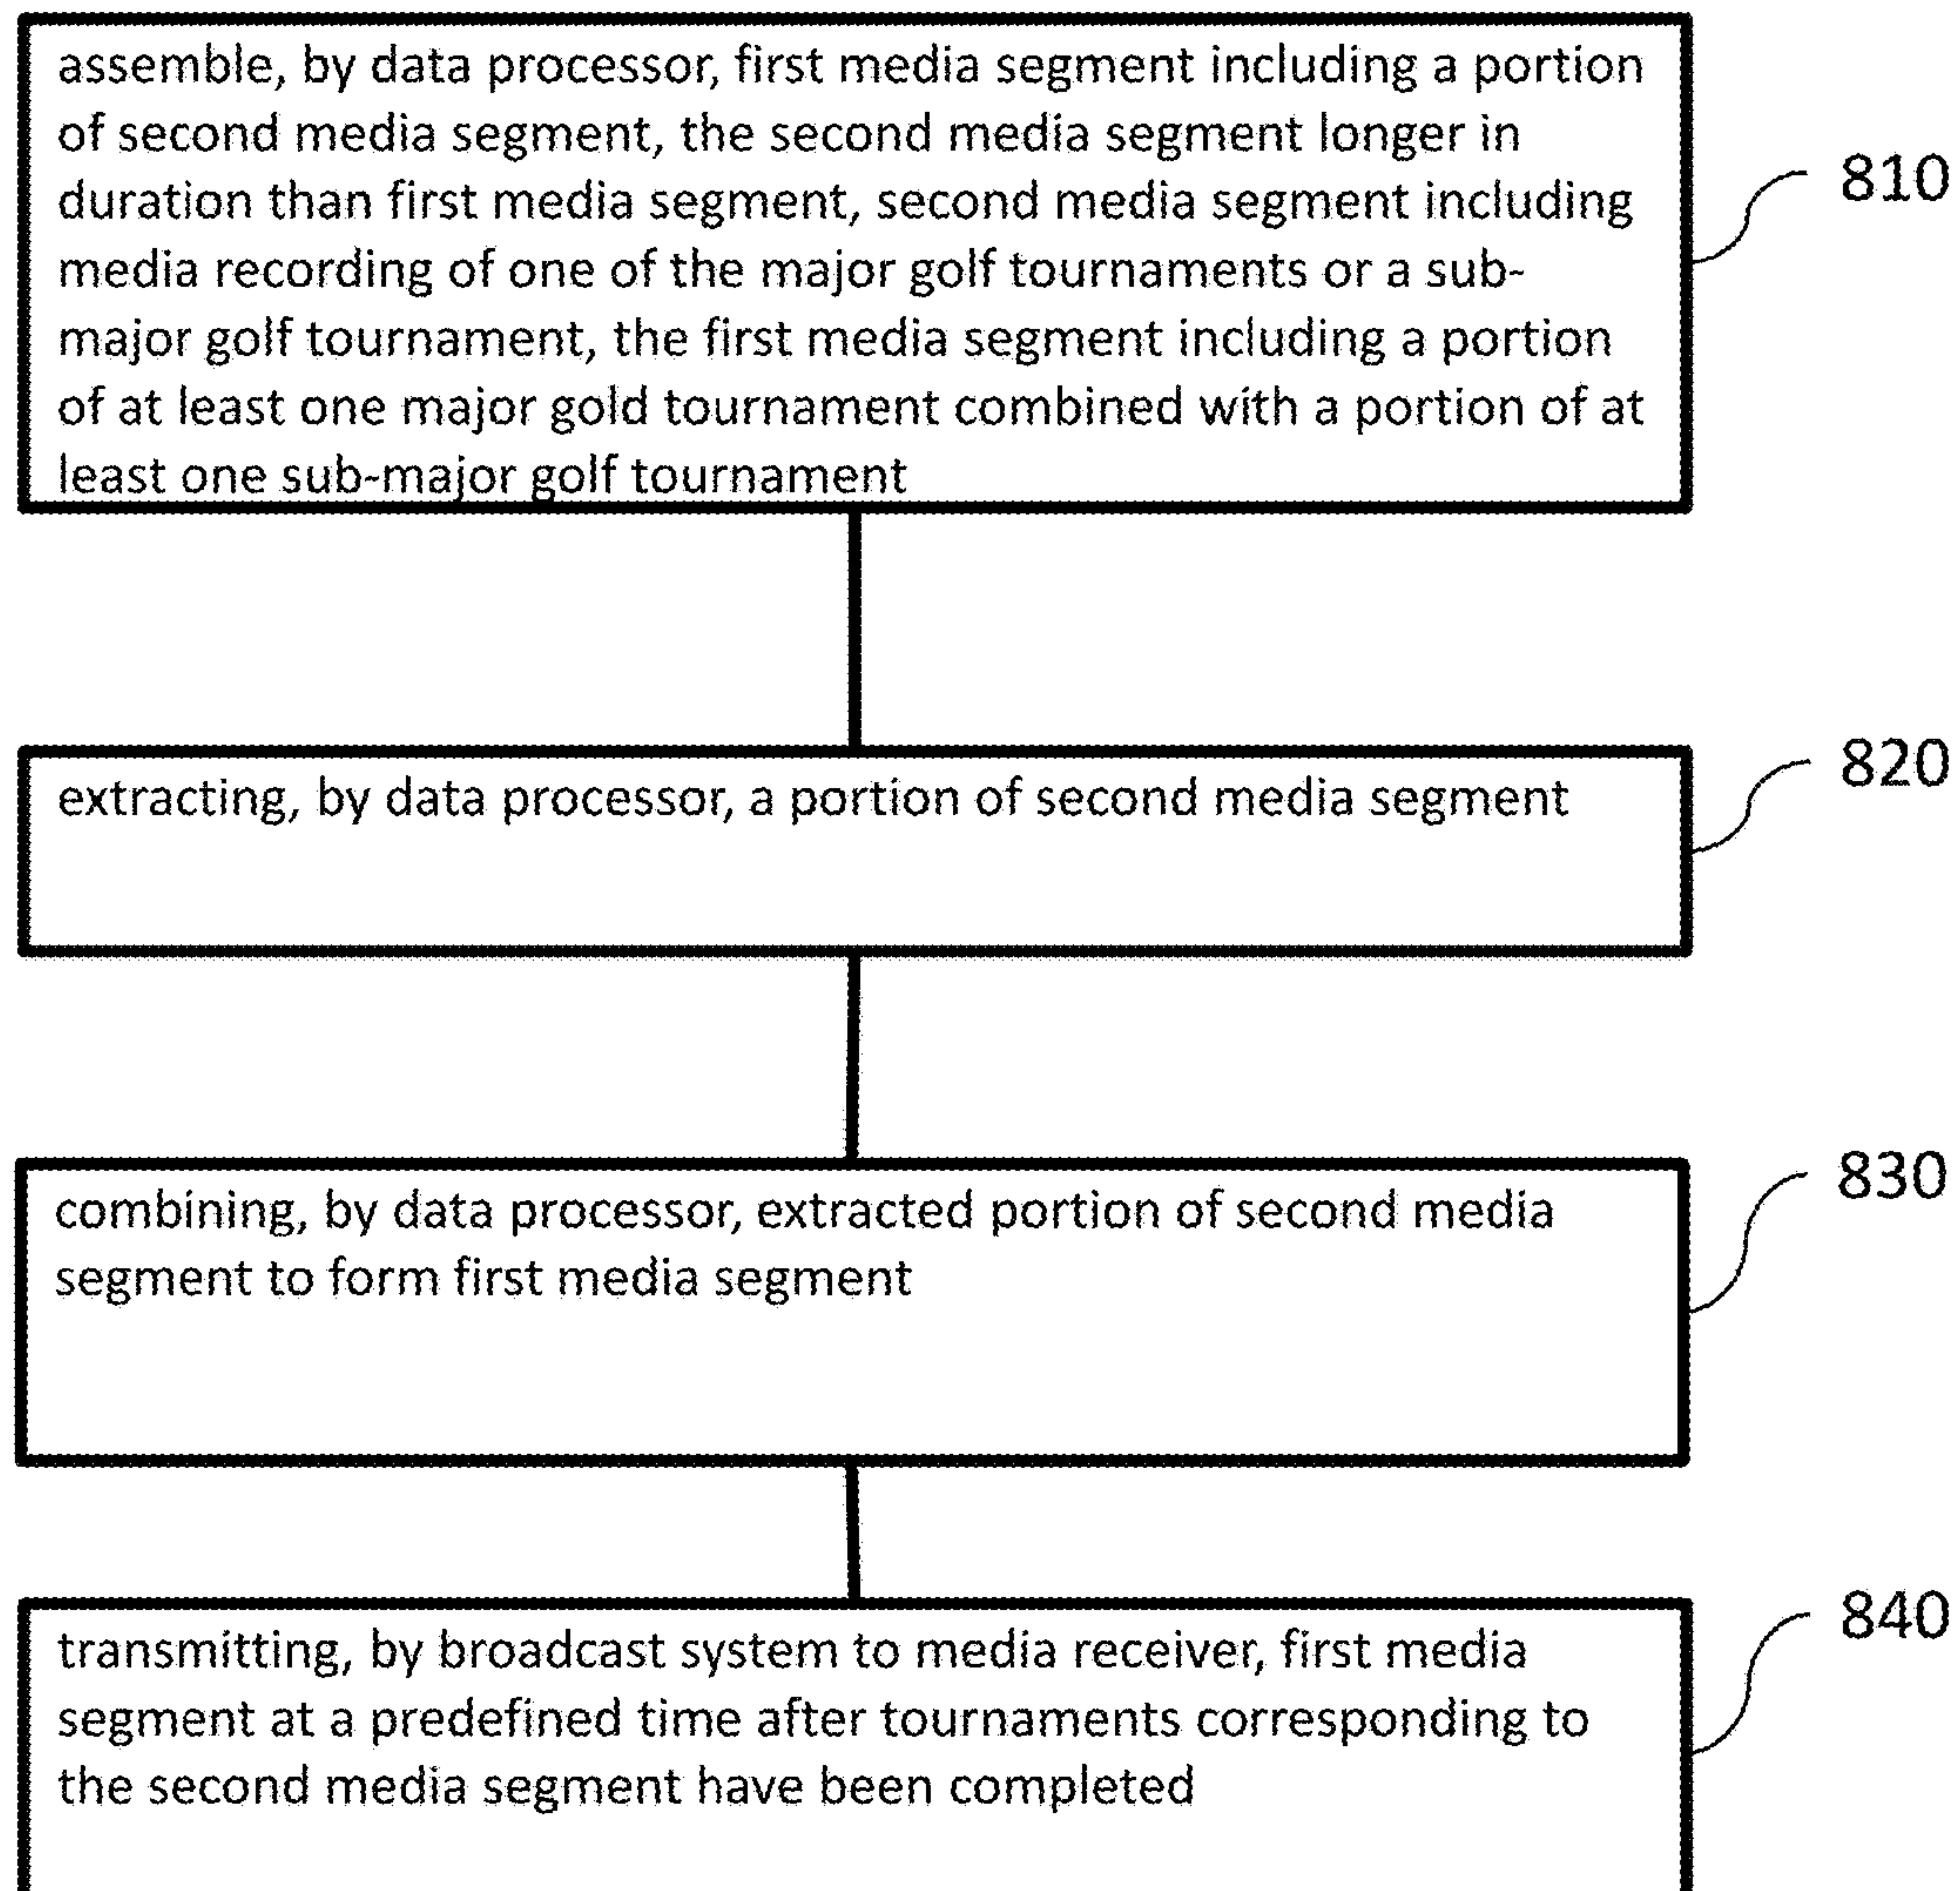 assemble, by data processor, first media segment including a portion
of second media segment, the second media segment longer in
duration than first media segment, second media segment including
media recording of one of the major golf tournaments or a sub-
major golf tournament, the first media segment including a portion
of at least one major gold tournament combined with a portion of at
least one sub-major golf tournament
810
extracting, by data processor, a portion of second media segment
820
combining, by data processor, extracted portion of second media
segment to form first media segment
830
transmitting, by broadcast system to media receiver, first media
segment at a predefined time after tournaments corresponding to
the second media segment have been completed
840